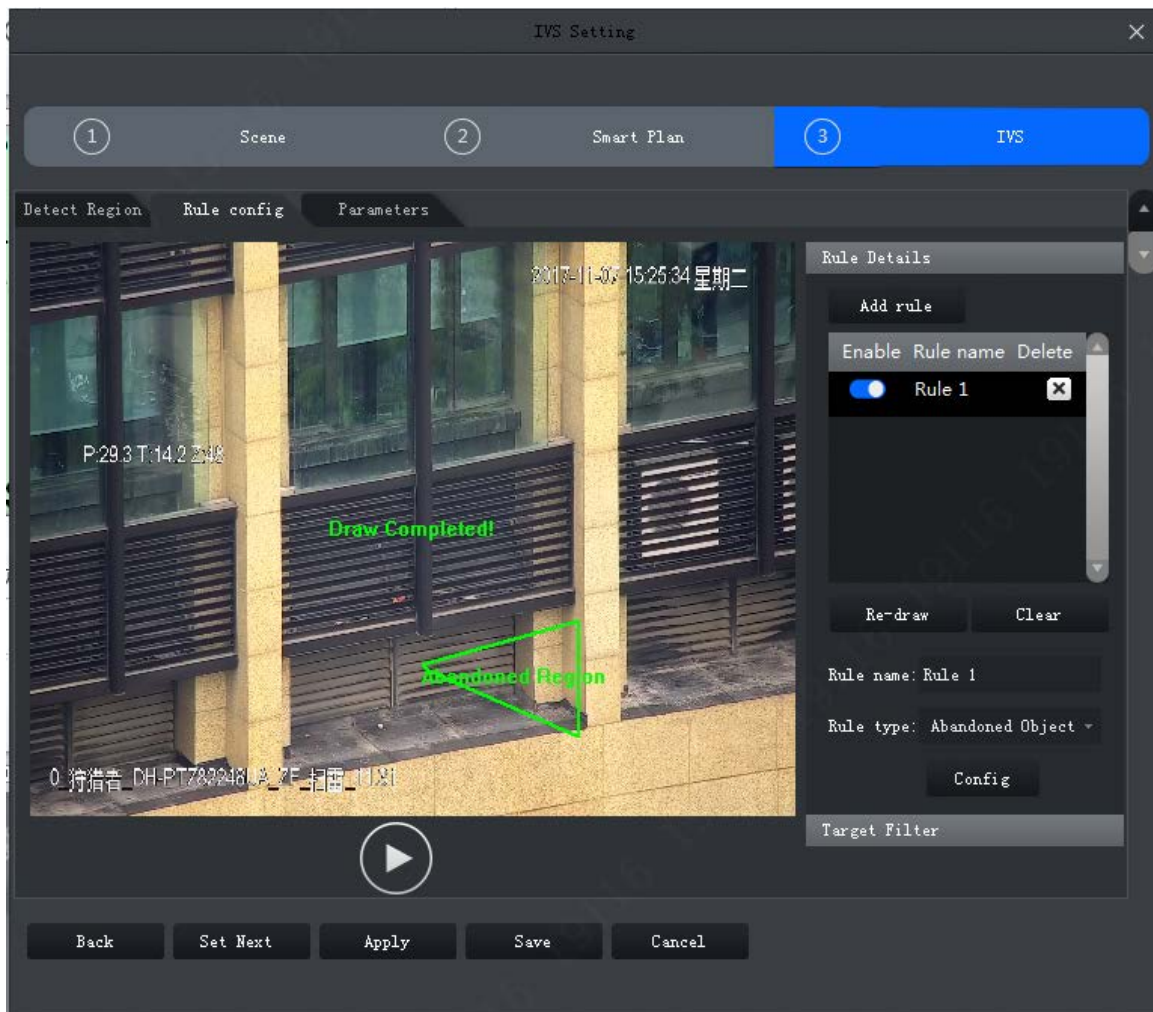 IVS Setting
1 Scene 2 Smart Plan 3 IVS
Detect Region Rule config Parameters
15:25:34 星期二
Rule Details
Add rule
Enable Rule name Delete
Rule 1
P:29.3 T:14.2 Z:48
Draw Completed!
Re-draw Clear
Abandoned Region
Rule name: Rule 1
Rule type: Abandoned Object
Config
Target Filter
Back Set Next Apply Save Cancel